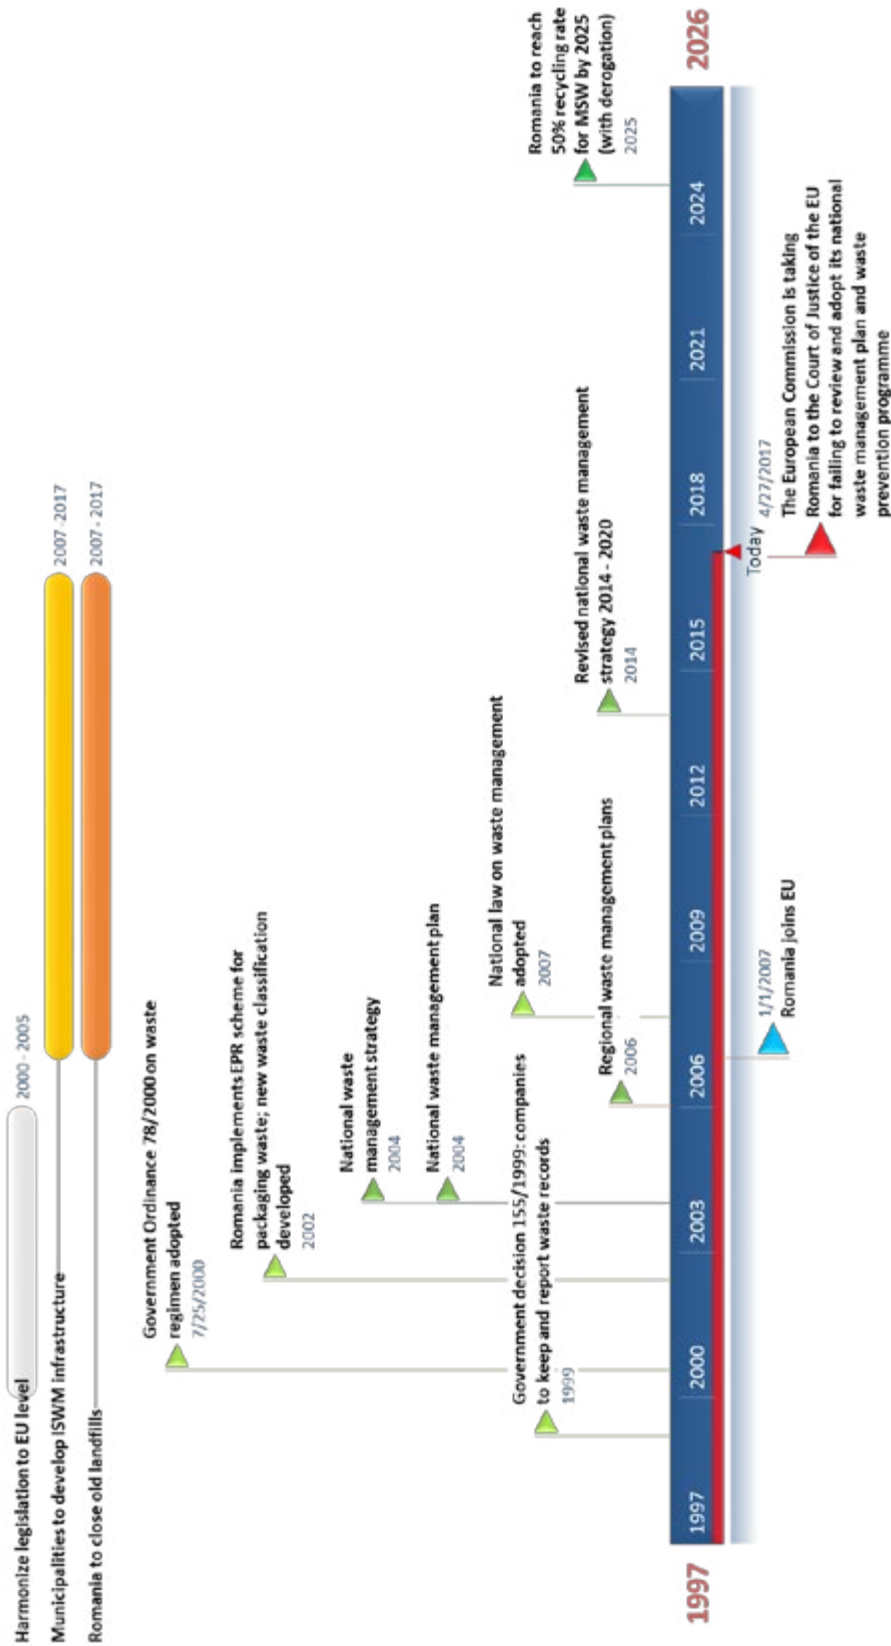 Harmonize legislation to EU level
2000 - 2005
Municipalities to develop ISWM infrastructure
2007 -2017
Romania to close old landfills
2007 - 2017
Government Ordinance 78/2000 on waste
regimen adopted
7/25/2000
Romania implements EPR scheme for
packaging waste; new waste classification
developed
2002
National waste
management strategy
2004
National waste management plan
2004
National law on waste management
adopted
2007
Government decision 155/1999: companies
to keep and report waste records
1999
Regional waste management plans
2006
Revised national waste management
strategy 2014 - 2020
2014
Romania to reach
50% recycling rate
for MSW by 2025
(with derogation)
2025
1997
1997
2000
2003
2006
2009
2012
2015
2018
2021
2024
2026
Today
1/1/2007
Romania joins EU
4/27/2017
The European Commission is taking
Romania to the Court of Justice of the EU
for failing to review and adopt its national
waste management plan and waste
prevention programme